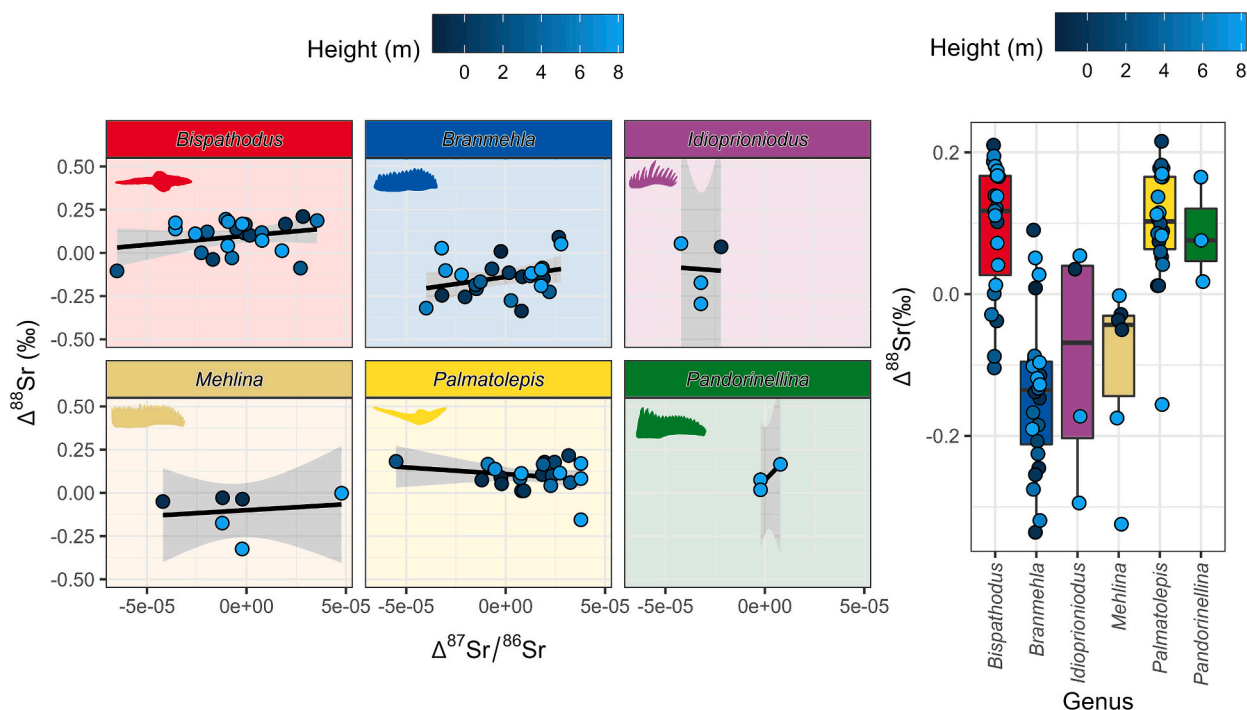 Height (m)
0 2 4 6 8
Height (m)
0 2 4 6 8
Bispathodus
Branmehla
Idioprioniodus
0.50
0.25
0.00
-0.25
-0.50
Mehlina
Palmatolepis
Pandorinellina
0.50
0.25
0.00
-0.25
-0.50
-5e-05 0e+00 5e-05
-5e-05 0e+00 5e-05
-5e-05 0e+00 5e-05
Δ⁸⁸Sr (‰)
Δ⁸⁷Sr/⁸⁶Sr
Δ⁸⁸Sr(‰)
0.2
0.0
-0.2
Bispathodus
Branmehla
Idioprioniodus
Mehlina
Palmatolepis
Pandorinellina
Genus